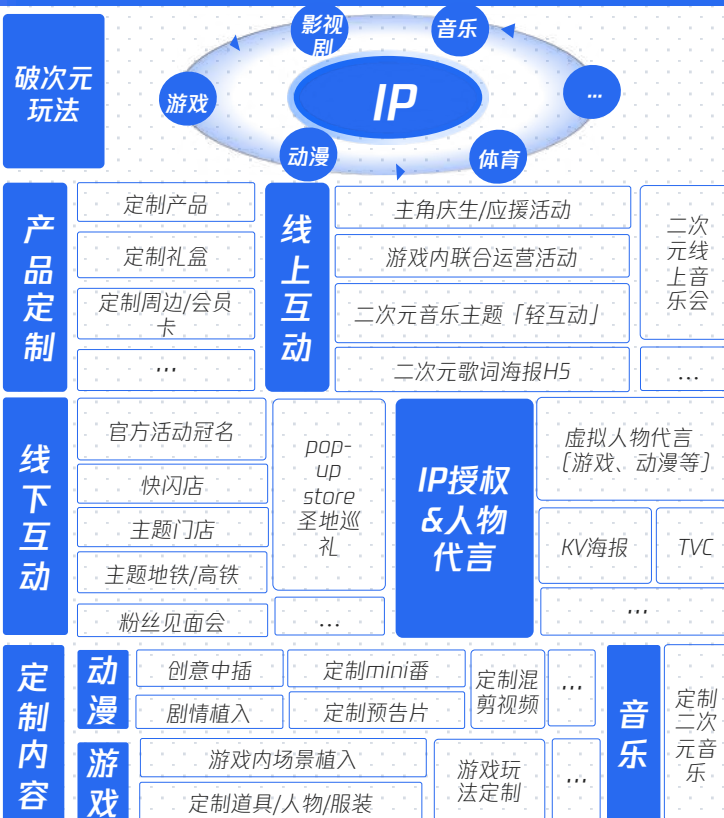 破次元
玩法
影视
剧
音乐
游戏
IP
...
动漫
体育
产
品
定
制
定制产品
定制礼盒
定制周边/会员
卡
...
线
上
互
动
主角庆生/应援活动
游戏内联合运营活动
二次元音乐主题「轻互动」
二次元歌词海报H5
二次
元线
上音
乐会
...
线
下
互
动
官方活动冠名
快闪店
主题门店
主题地铁/高铁
粉丝见面会
pop-
up
store
圣地巡
礼
...
IP授权
&人物
代言
虚拟人物代言
〔游戏、动漫等〕
KV海报
TVC
...
定
制
内
容
动
漫
创意中插
定制mini番
剧情植入
定制预告片
定制混
剪视频
...
游
戏
游戏内场景植入
定制道具/人物/服装
游戏玩
法定制
...
音
乐
定制
二次
元音
乐